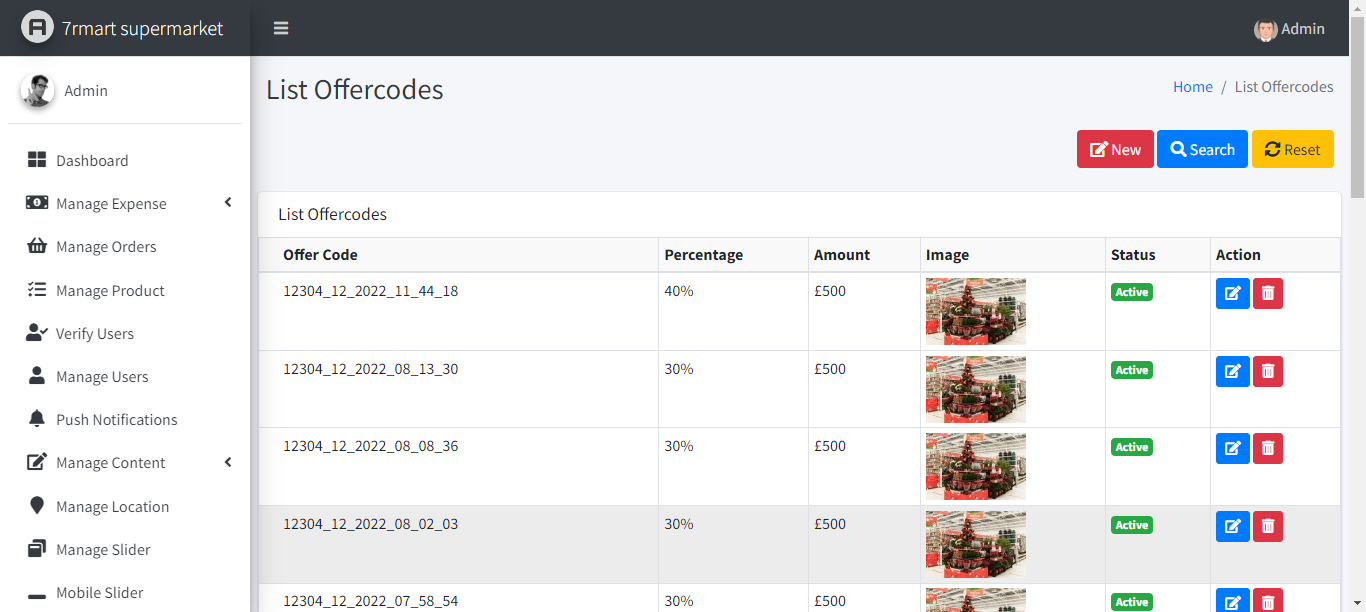 7rmart supermarket
Admin
Admin
List Offercodes
Home / List Offercodes
New Search Reset
Dashboard
Manage Expense
Manage Orders
Manage Product
Verify Users
Manage Users
Push Notifications
Manage Content
Manage Location
Manage Slider
Mobile Slider
List Offercodes
Offer Code Percentage Amount Image Status Action
12304_12_2022_11_44_18 40% £500 Active
12304_12_2022_08_13_30 30% £500 Active
12304_12_2022_08_08_36 30% £500 Active
12304_12_2022_08_02_03 30% £500 Active
12304_12_2022_07_58_54 30% £500 Active